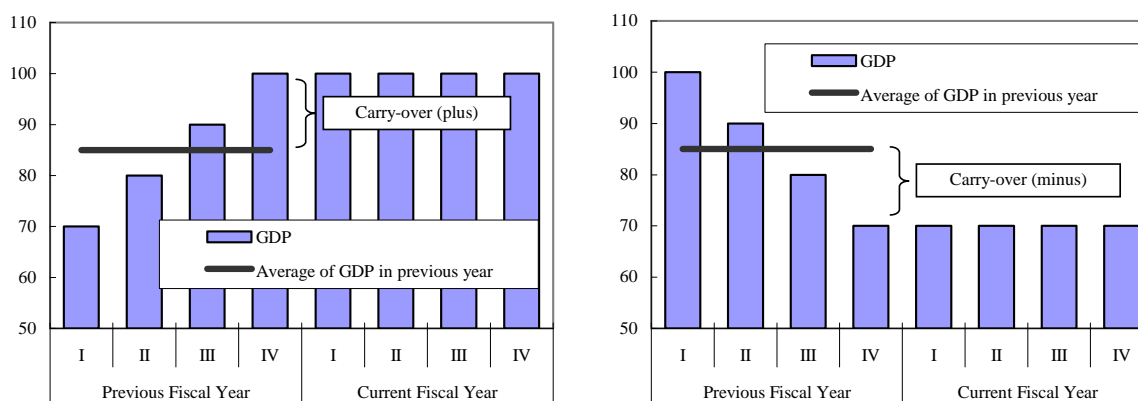 110
100
90
80
70
60
50
Carry-over (plus)
GDP
Average of GDP in previous year
I II III IV I II III IV
Previous Fiscal Year Current Fiscal Year
110
100
90
80
70
60
50
GDP
Average of GDP in previous year
Carry-over (minus)
I II III IV I II III IV
Previous Fiscal Year Current Fiscal Year